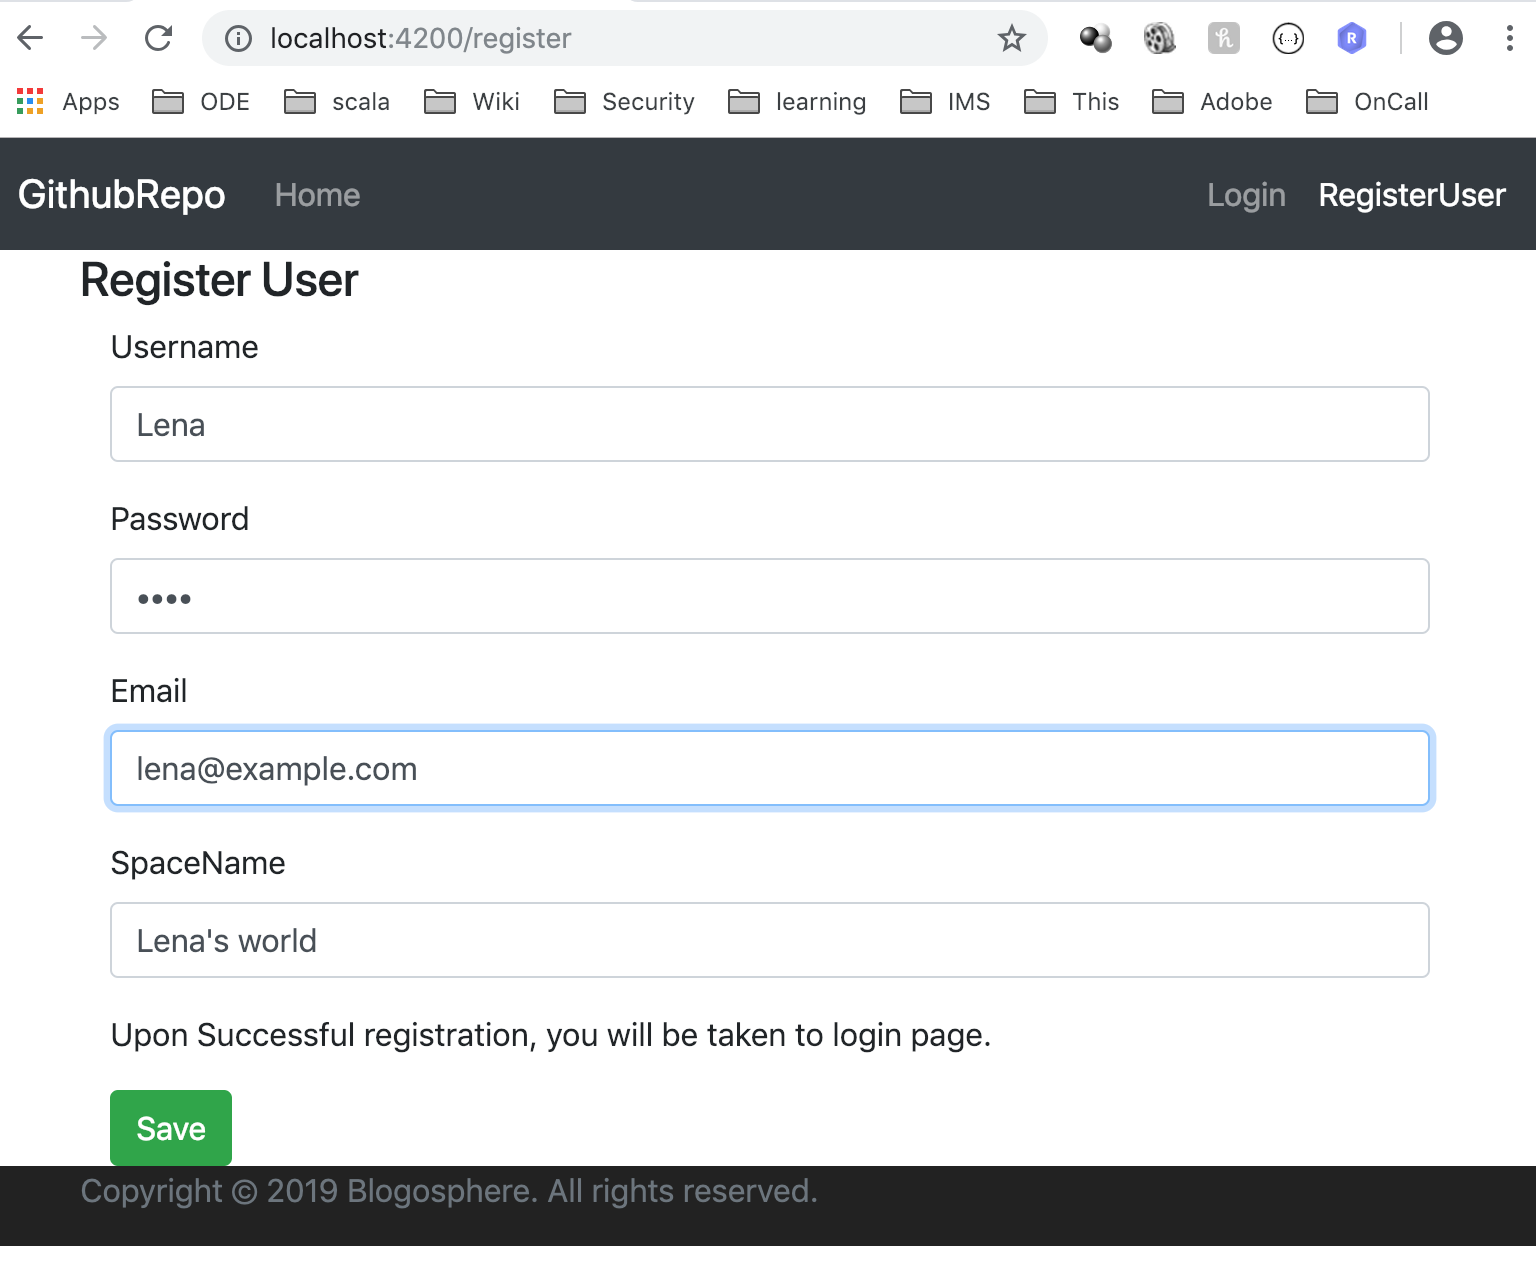 localhost:4200/register
Apps ODE scala Wiki Security learning IMS This Adobe OnCall
GithubRepo Home Login RegisterUser
Register User
Username
Lena
Password
••••
Email
lena@example.com
SpaceName
Lena's world
Upon Successful registration, you will be taken to login page.
Save
Copyright © 2019 Blogosphere. All rights reserved.